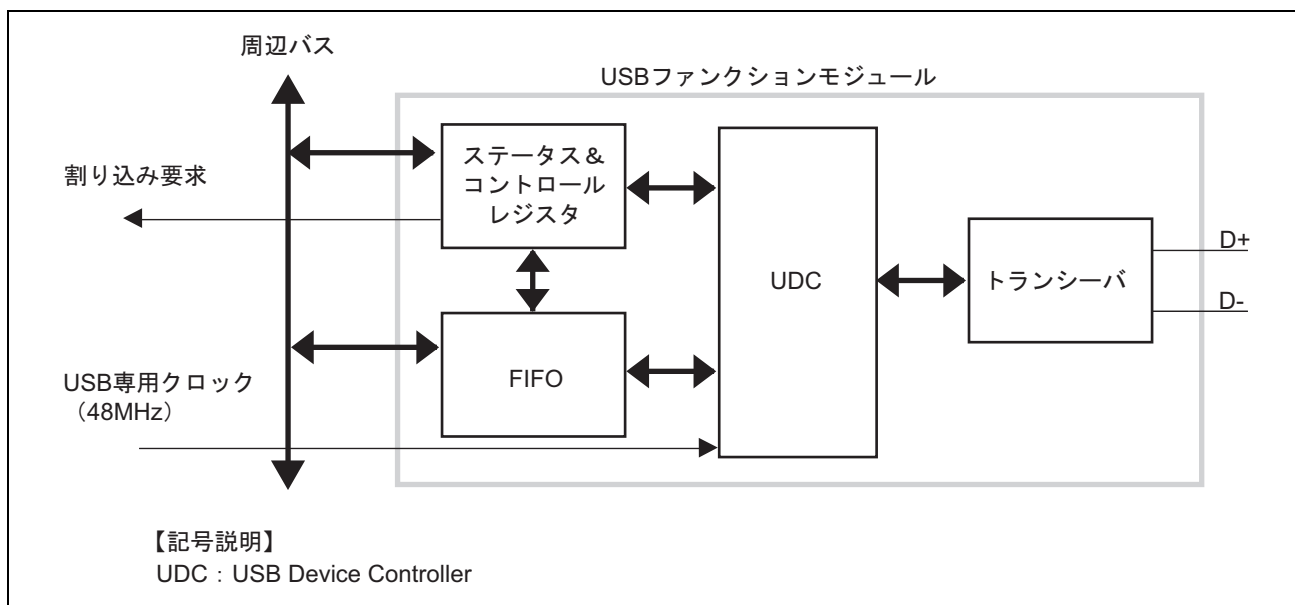 周辺バス
USBファンクションモジュール
割り込み要求
ステータス&
コントロール
レジスタ
UDC
トランシーバ
D+
D-
FIFO
USB専用クロック
（48MHz）
【記号説明】
UDC：USB Device Controller